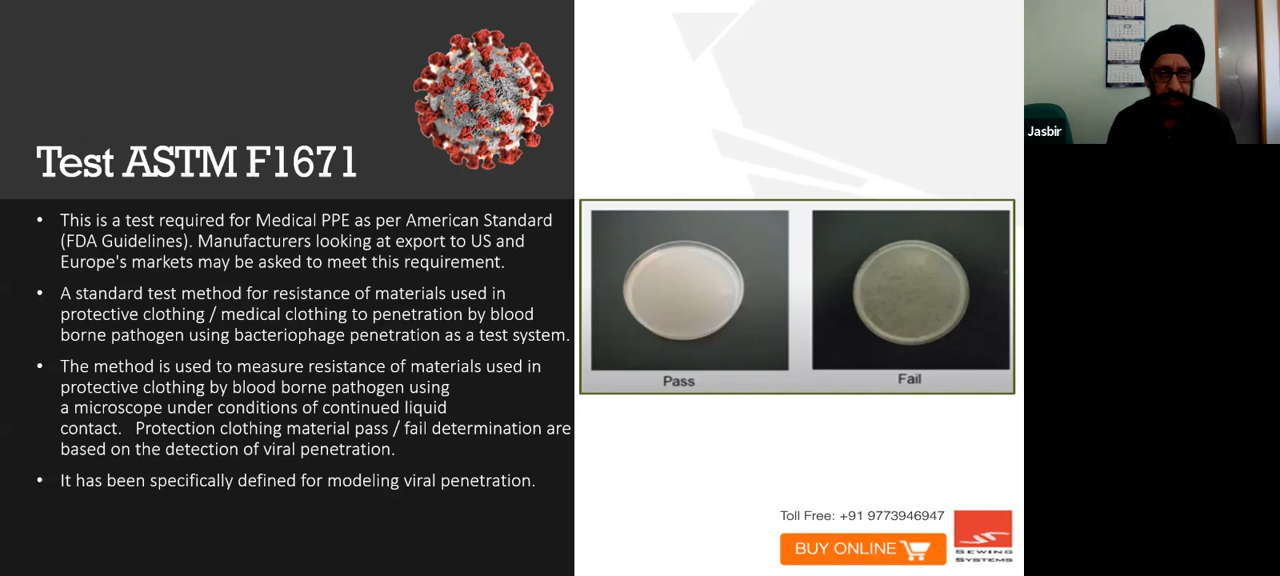 Test ASTM F1671
• This is a test required for Medical PPE as per American Standard
(FDA Guidelines). Manufacturers looking at export to US and
Europe's markets may be asked to meet this requirement.
• A standard test method for resistance of materials used in
protective clothing / medical clothing to penetration by blood
borne pathogen using bacteriophage penetration as a test system.
• The method is used to measure resistance of materials used in
protective clothing by blood borne pathogen using
a microscope under conditions of continued liquid
contact. Protection clothing material pass / fail determination are
based on the detection of viral penetration.
• It has been specifically defined for modeling viral penetration.
Pass
Fail
Toll Free: +91 9773946947
BUY ONLINE
SEWING
SYSTEMS
Jasbir